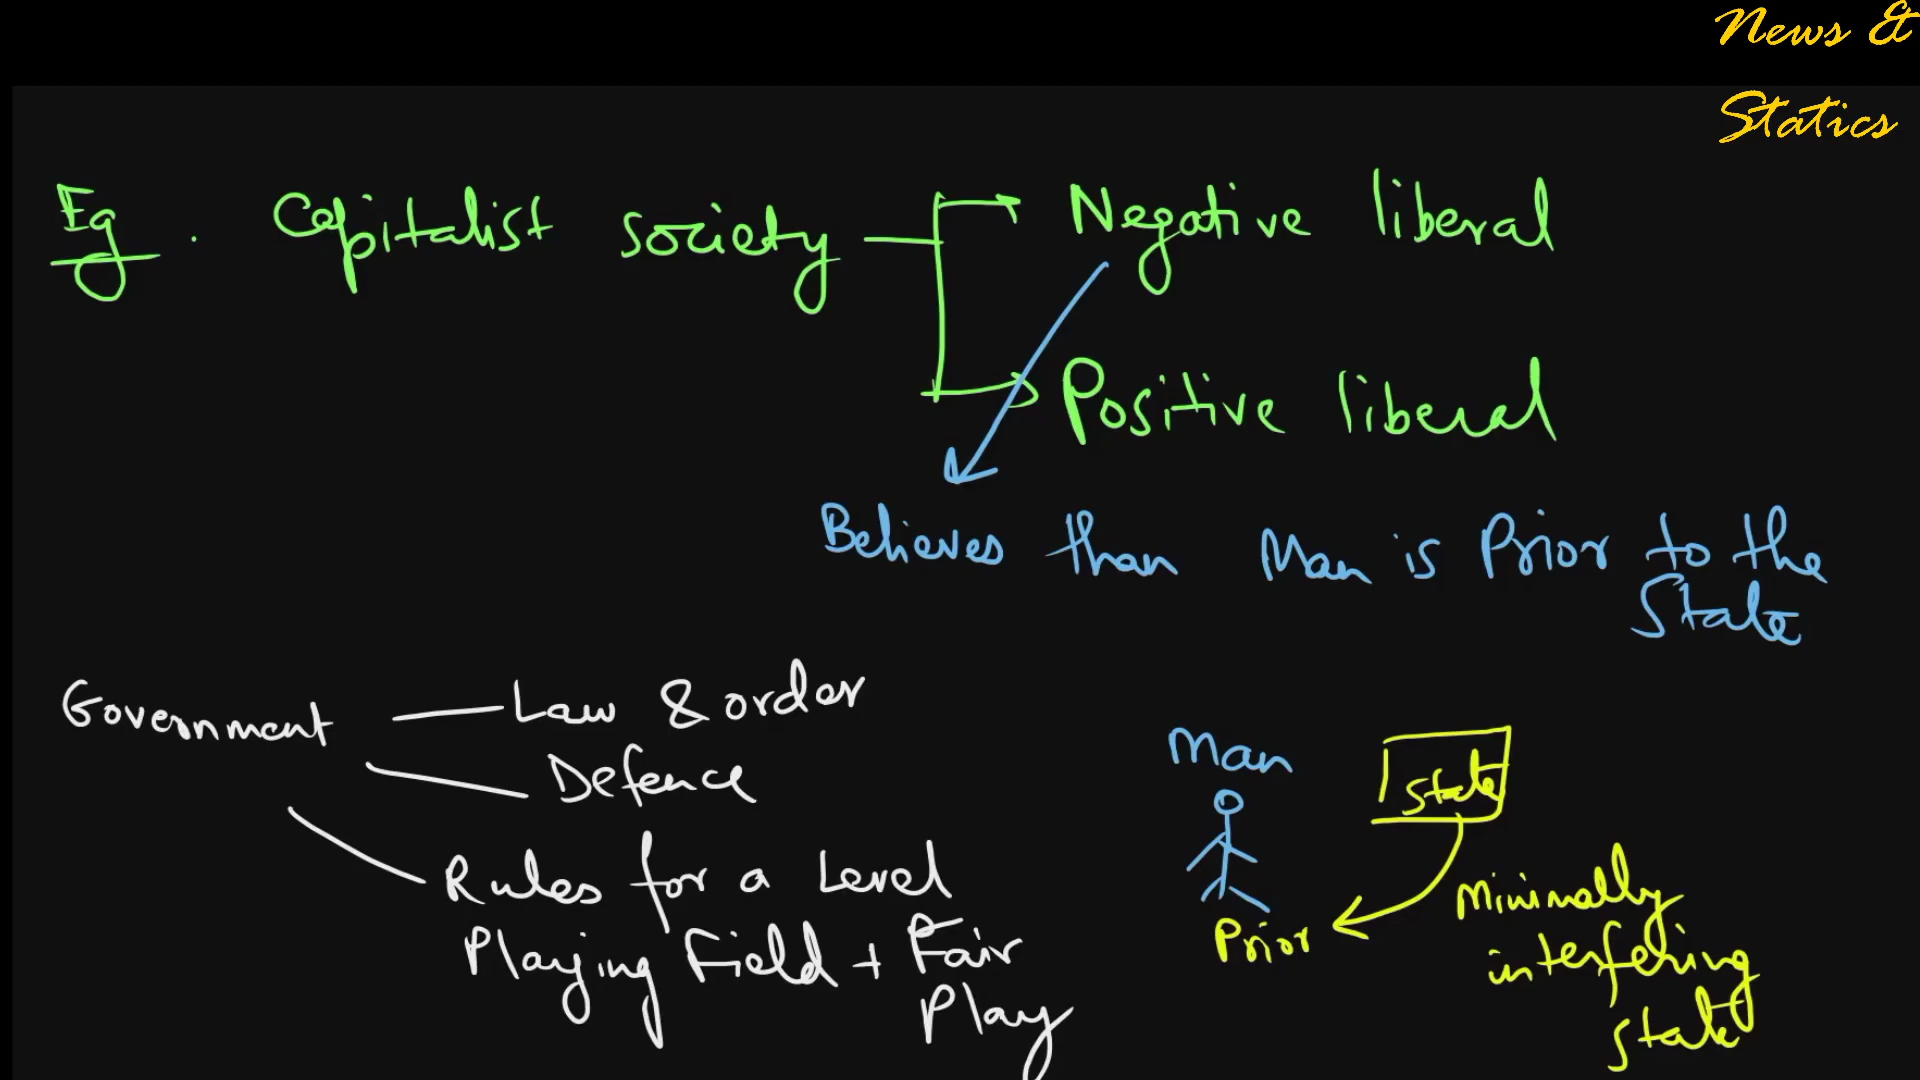 News &
Statics
Eg. Capitalist society
Negative liberal
Positive liberal
Believes than Man is Prior to the
State
Government
Law & order
Defence
Rules for a Level
Playing Field + Fair
Play
Man
State
Prior
Minimally
interfering
state